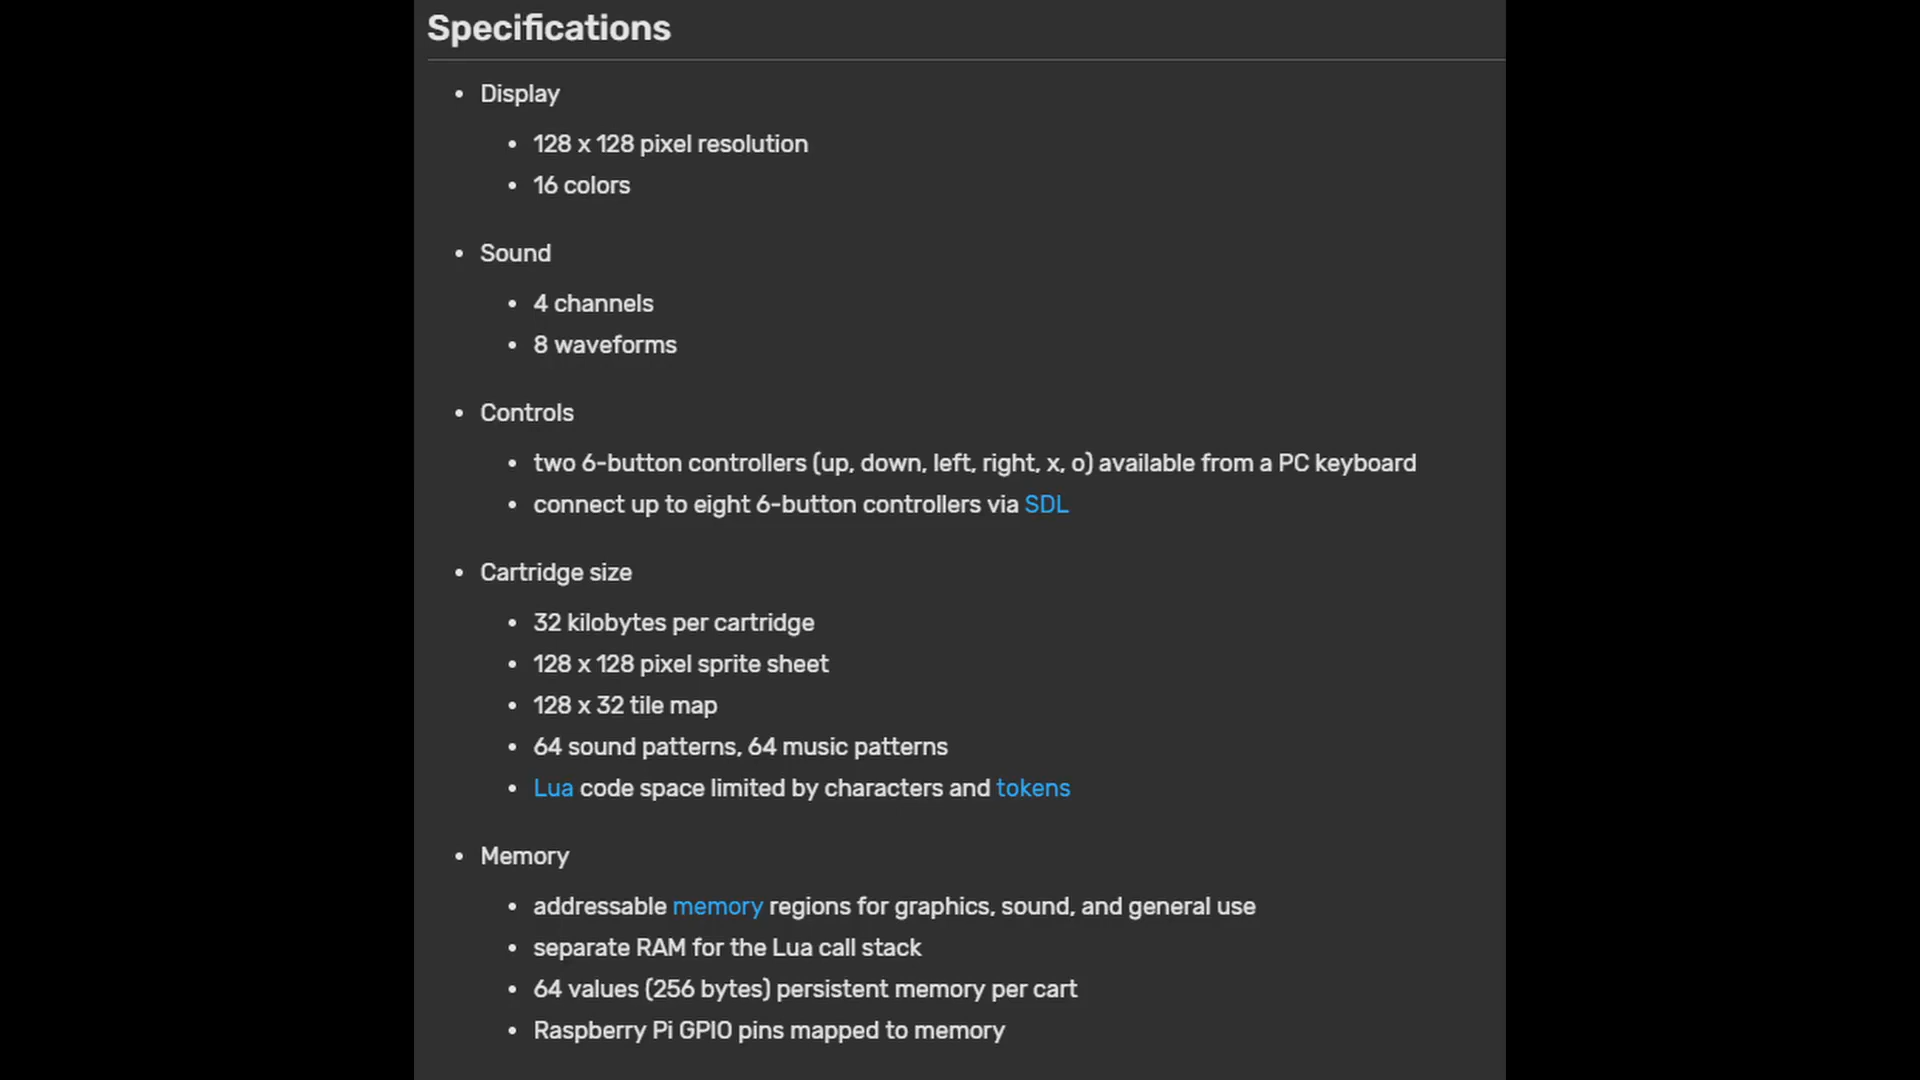 Specifications
• Display
• 128 x 128 pixel resolution
• 16 colors
• Sound
• 4 channels
• 8 waveforms
• Controls
• two 6-button controllers (up, down, left, right, x, o) available from a PC keyboard
• connect up to eight 6-button controllers via SDL
• Cartridge size
• 32 kilobytes per cartridge
• 128 x 128 pixel sprite sheet
• 128 x 32 tile map
• 64 sound patterns, 64 music patterns
• Lua code space limited by characters and tokens
• Memory
• addressable memory regions for graphics, sound, and general use
• separate RAM for the Lua call stack
• 64 values (256 bytes) persistent memory per cart
• Raspberry Pi GPIO pins mapped to memory